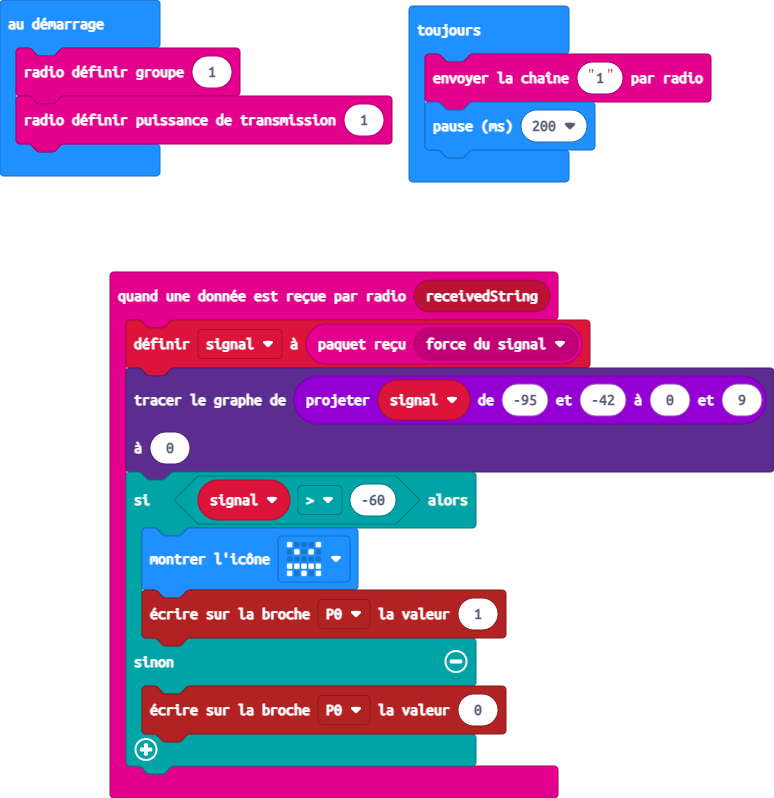 au démarrage
radio définir groupe 1
radio définir puissance de transmission 1
toujours
envoyer la chaîne "1" par radio
pause (ms) 200
quand une donnée est reçue par radio receivedString
définir signal à paquet reçu force du signal
tracer le graphe de projeter signal de -95 et -42 à 0 et 9
à 0
si signal > -60 alors
montrer l'icône
écrire sur la broche P0 la valeur 1
sinon
écrire sur la broche P0 la valeur 0